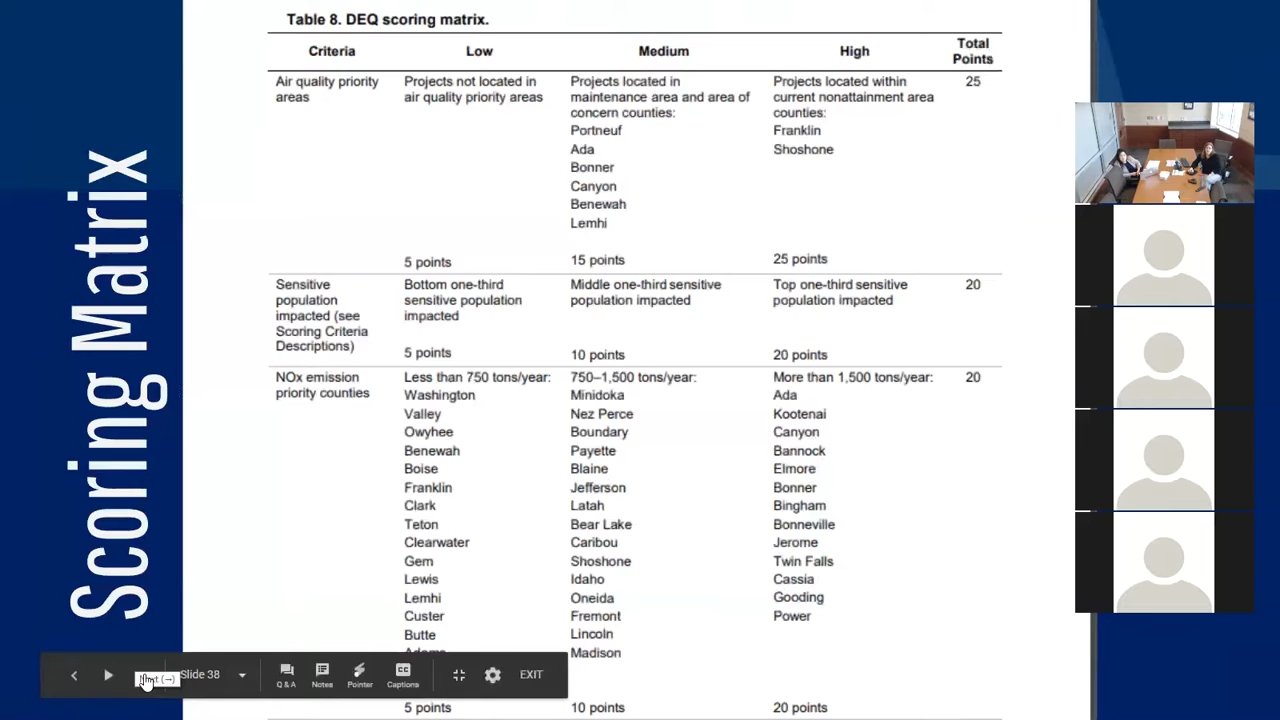 Scoring Matrix
Table 8. DEQ scoring matrix.
Criteria Low Medium High Total Points
Air quality priority areas
Projects not located in air quality priority areas
5 points
Projects located in maintenance area and area of concern counties:
Portneuf
Ada
Bonner
Canyon
Benewah
Lemhi
15 points
Projects located within current nonattainment area counties:
Franklin
Shoshone
25 points
25
Sensitive population impacted (see Scoring Criteria Descriptions)
Bottom one-third sensitive population impacted
5 points
Middle one-third sensitive population impacted
10 points
Top one-third sensitive population impacted
20 points
20
NOx emission priority counties
Less than 750 tons/year:
Washington
Valley
Owyhee
Benewah
Boise
Franklin
Clark
Teton
Clearwater
Gem
Lewis
Lemhi
Custer
Butte
5 points
750–1,500 tons/year:
Minidoka
Nez Perce
Boundary
Payette
Blaine
Jefferson
Latah
Bear Lake
Caribou
Shoshone
Idaho
Oneida
Fremont
Lincoln
Madison
10 points
More than 1,500 tons/year:
Ada
Kootenai
Canyon
Bannock
Elmore
Bonner
Bingham
Bonneville
Jerome
Twin Falls
Cassia
Gooding
Power
20 points
20
Slide 38
Q & A
Notes
Pointer
CC
Captions
EXIT